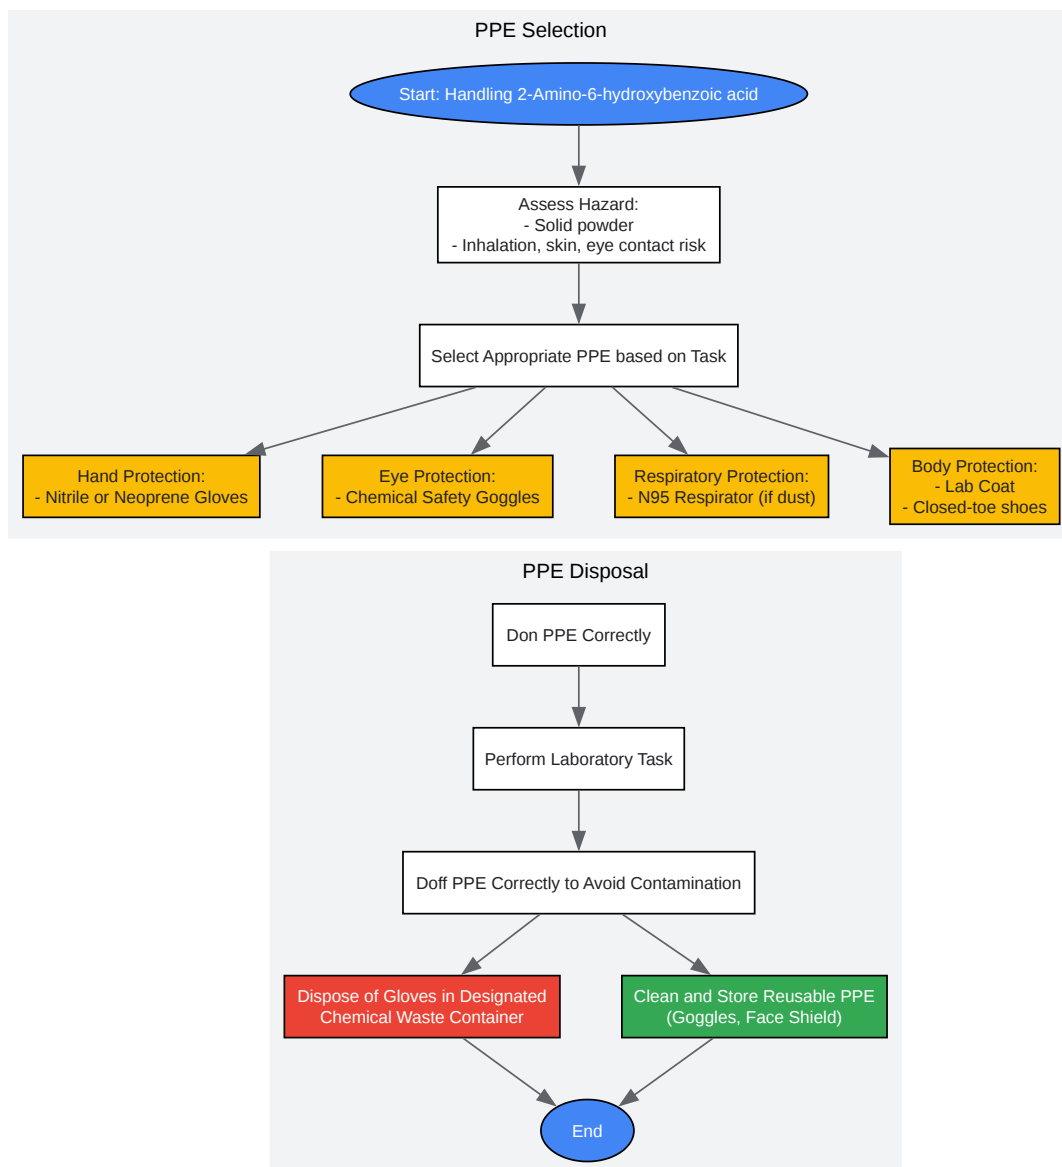 PPE Selection
Start: Handling 2-Amino-6-hydroxybenzoic acid
Assess Hazard:
- Solid powder
- Inhalation, skin, eye contact risk
Select Appropriate PPE based on Task
Hand Protection:
- Nitrile or Neoprene Gloves
Eye Protection:
- Chemical Safety Goggles
Respiratory Protection:
- N95 Respirator (if dust)
Body Protection:
- Lab Coat
- Closed-toe shoes
PPE Disposal
Don PPE Correctly
Perform Laboratory Task
Doff PPE Correctly to Avoid Contamination
Dispose of Gloves in Designated
Chemical Waste Container
Clean and Store Reusable PPE
(Goggles, Face Shield)
End